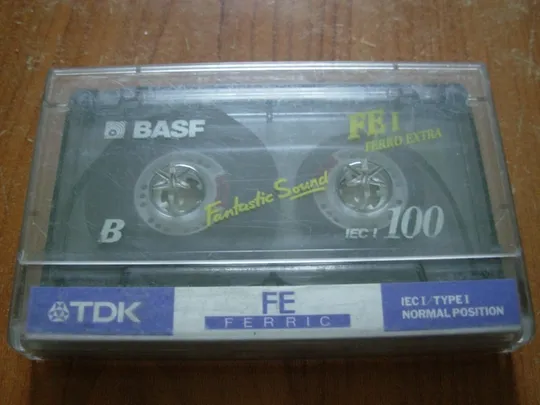 BASF
FE I
FERRO EXTRA
Fantastic Sound
B
IEC I 100
TDK
FE
FERRIC
IEC I / TYPE I
NORMAL POSITION